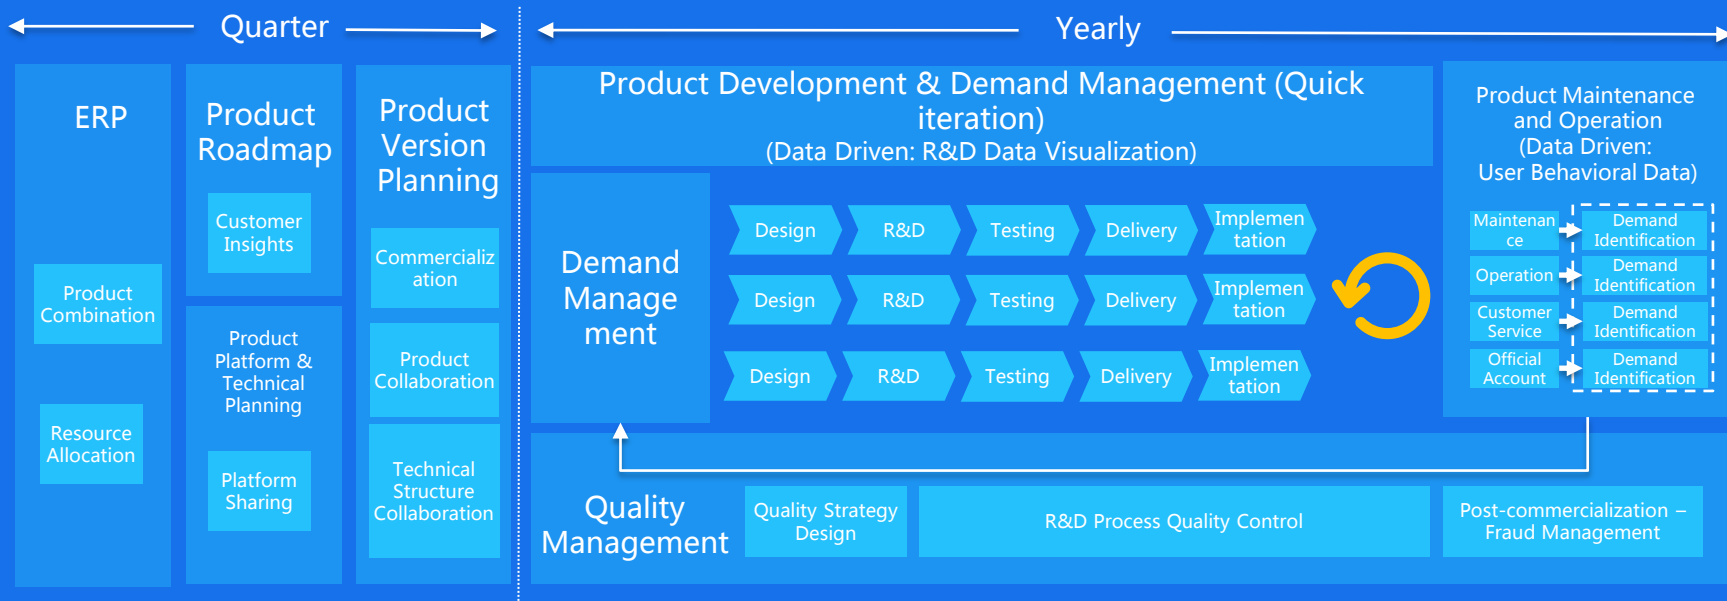 Quarter
Yearly
ERP
Product
Combination
Resource
Allocation
Product
Roadmap
Customer
Insights
Product
Platform &
Technical
Planning
Platform
Sharing
Product
Version
Planning
Commercializ
ation
Product
Collaboration
Technical
Structure
Collaboration
Product Development & Demand Management (Quick
iteration)
(Data Driven: R&D Data Visualization)
Demand
Manage
ment
Design
R&D
Testing
Delivery
Implemen
tation
Design
R&D
Testing
Delivery
Implemen
tation
Design
R&D
Testing
Delivery
Implemen
tation
Product Maintenance
and Operation
(Data Driven:
User Behavioral Data)
Maintenan
ce
Demand
Identification
Operation
Demand
Identification
Customer
Service
Demand
Identification
Official
Account
Demand
Identification
Quality
Management
Quality Strategy
Design
R&D Process Quality Control
Post-commercialization –
Fraud Management